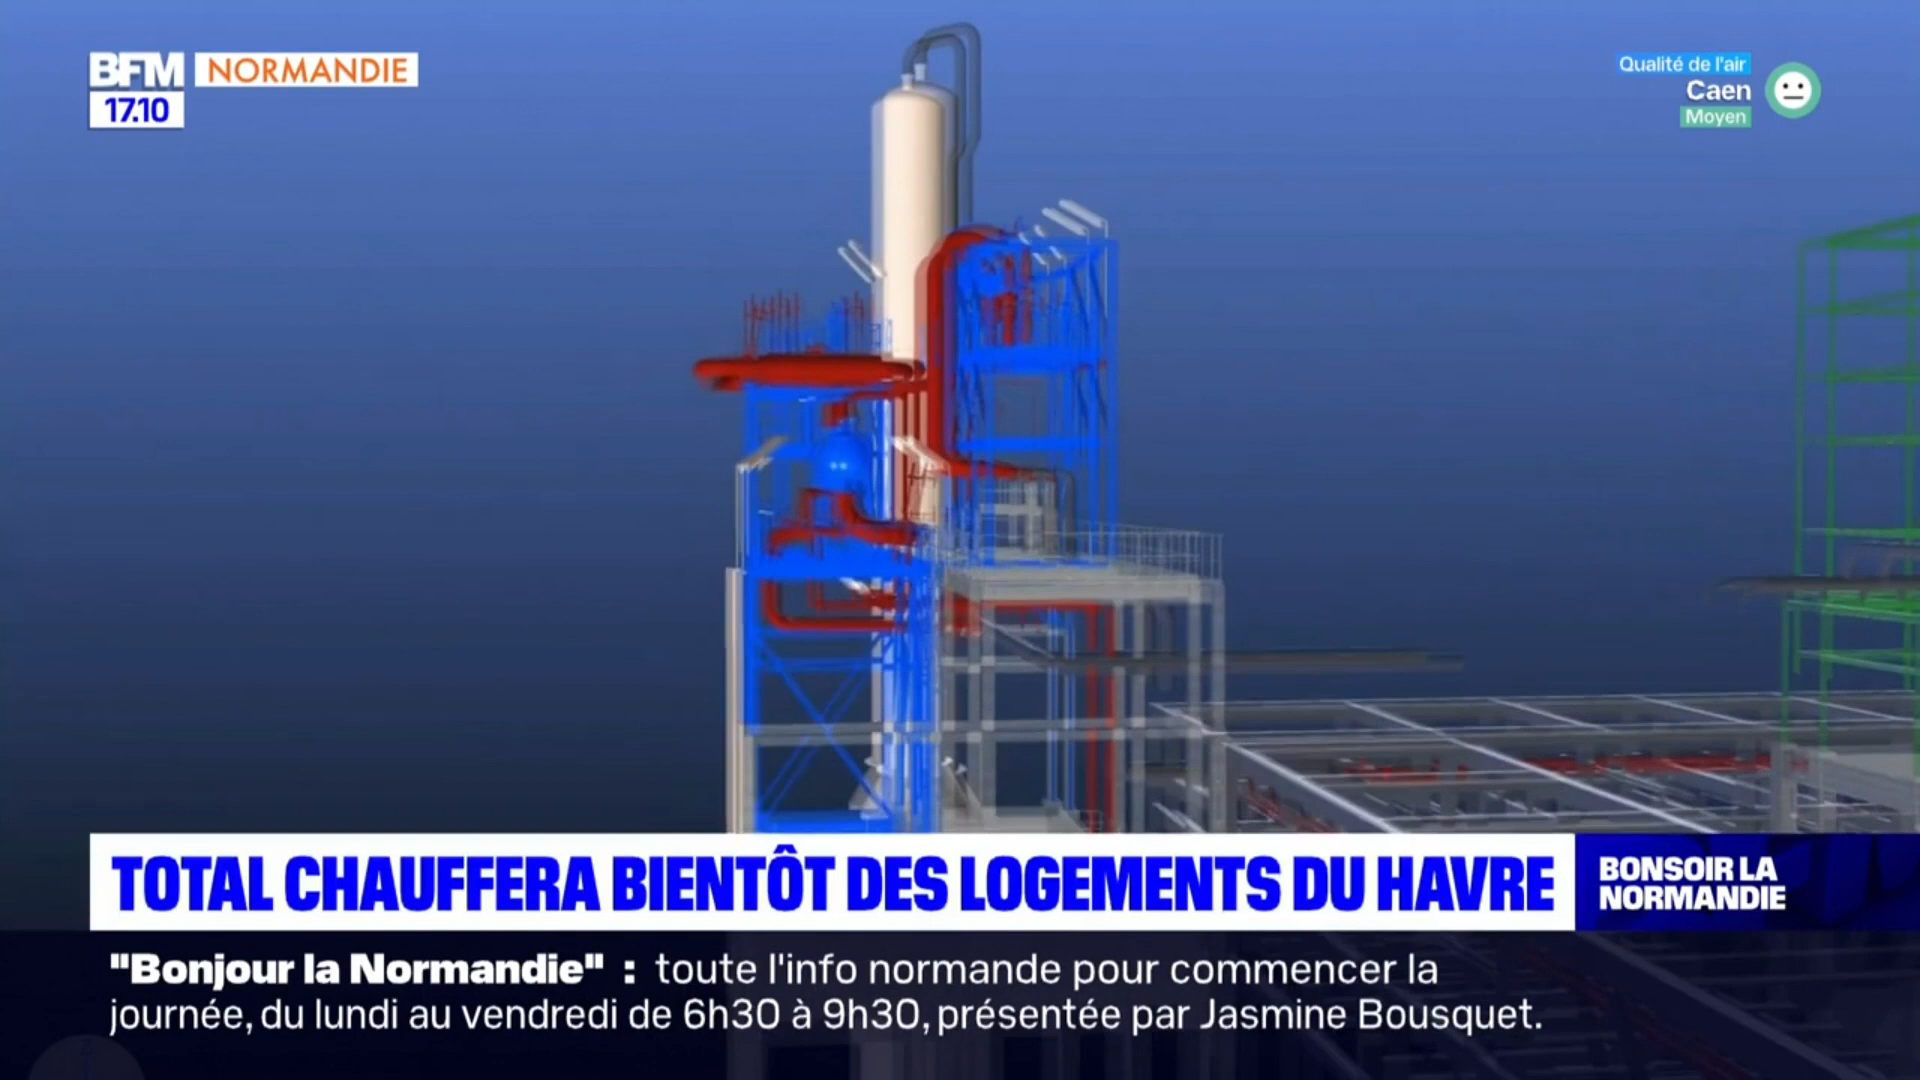 BFM NORMANDIE
17.10
Qualité de l'air
Caen
Moyen
TOTAL CHAUFFERA BIENTÔT DES LOGEMENTS DU HAVRE
BONSOIR LA
NORMANDIE
"Bonjour la Normandie" : toute l'info normande pour commencer la
journée, du lundi au vendredi de 6h30 à 9h30, présentée par Jasmine Bousquet.